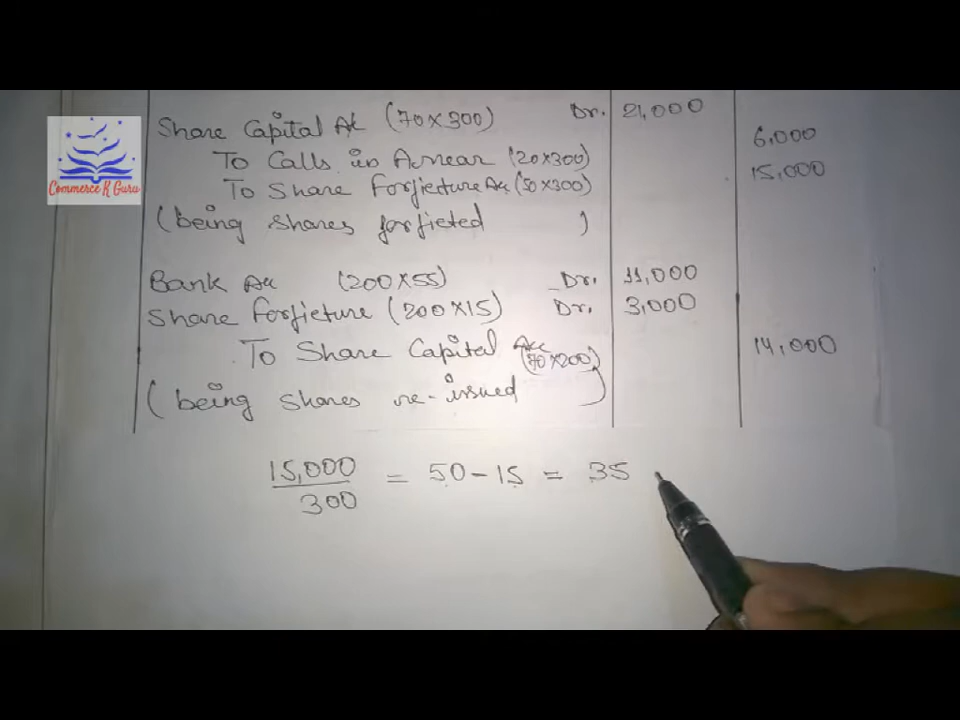 Share Capital A/c (70×300) Dr. 21,000
To Calls in Arrear (20×300) 6,000
To Share Forfieture A/c (50×300) 15,000
(being shares forfieted )
Bank A/c (200×55) Dr. 11,000
Share Forfieture (200×15) Dr. 3,000
To Share Capital A/c (70×200) 14,000
(being shares re-issued )
15,000
300
= 50-15 = 35
Commerce K Guru